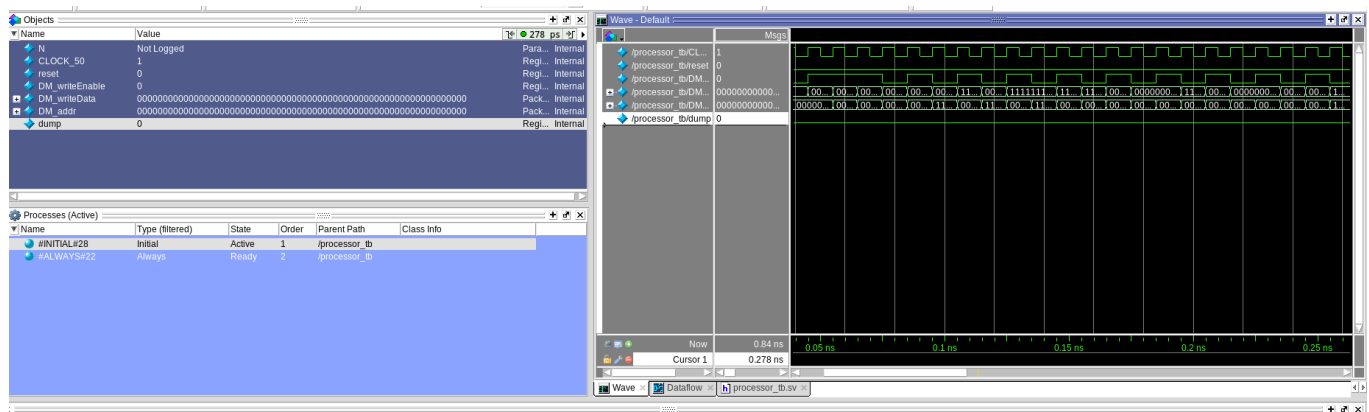 Objects
Name Value 278 ps
N Not Logged Para... Internal
CLOCK_50 1 Regi... Internal
reset 0 Regi... Internal
DM_writeEnable 0 Regi... Internal
DM_writeData 0000000000000000000000000000000000000000000000000000000000000000 Pack... Internal
DM_addr 0000000000000000000000000000000000000000000000000000000000000000 Pack... Internal
dump 0 Regi... Internal
Processes (Active)
Name Type (filtered) State Order Parent Path Class Info
#INITIAL#28 Initial Active 1 /processor_tb
#ALWAYS#22 Always Ready 2 /processor_tb
Wave - Default
Msgs
/processor_tb/CL... 1
/processor_tb/reset 0
/processor_tb/DM... 0
/processor_tb/DM... 00000000000...
/processor_tb/DM... 00000000000...
/processor_tb/dump 0
Now 0.84 ns
Cursor 1 0.278 ns
0.05 ns 0.1 ns 0.15 ns 0.2 ns 0.25 ns
Wave Dataflow processor_tb.sv